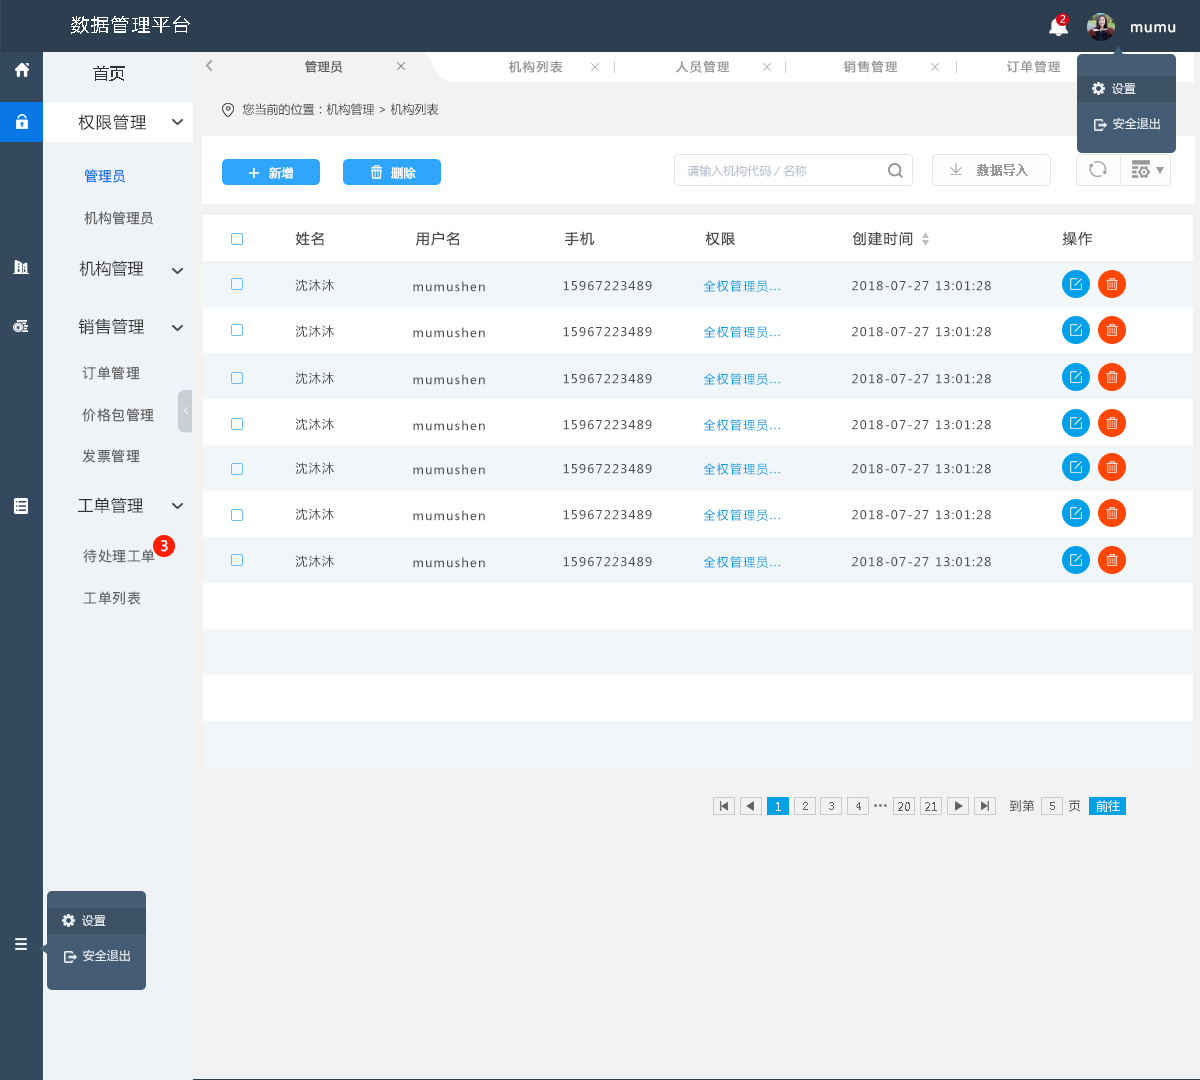 数据管理平台
2
mumu
首页
管理员
机构列表
人员管理
销售管理
订单管理
设置
安全退出
您当前的位置：机构管理 > 机构列表
权限管理
管理员
机构管理员
机构管理
销售管理
订单管理
价格包管理
发票管理
工单管理
待处理工单 3
工单列表
新增
删除
请输入机构代码 / 名称
数据导入
姓名 用户名 手机 权限 创建时间 操作
沈沐沐 mumushen 15967223489 全权管理员... 2018-07-27 13:01:28
沈沐沐 mumushen 15967223489 全权管理员... 2018-07-27 13:01:28
沈沐沐 mumushen 15967223489 全权管理员... 2018-07-27 13:01:28
沈沐沐 mumushen 15967223489 全权管理员... 2018-07-27 13:01:28
沈沐沐 mumushen 15967223489 全权管理员... 2018-07-27 13:01:28
沈沐沐 mumushen 15967223489 全权管理员... 2018-07-27 13:01:28
沈沐沐 mumushen 15967223489 全权管理员... 2018-07-27 13:01:28
1 2 3 4 ••• 20 21 到第 5 页 前往
设置
安全退出